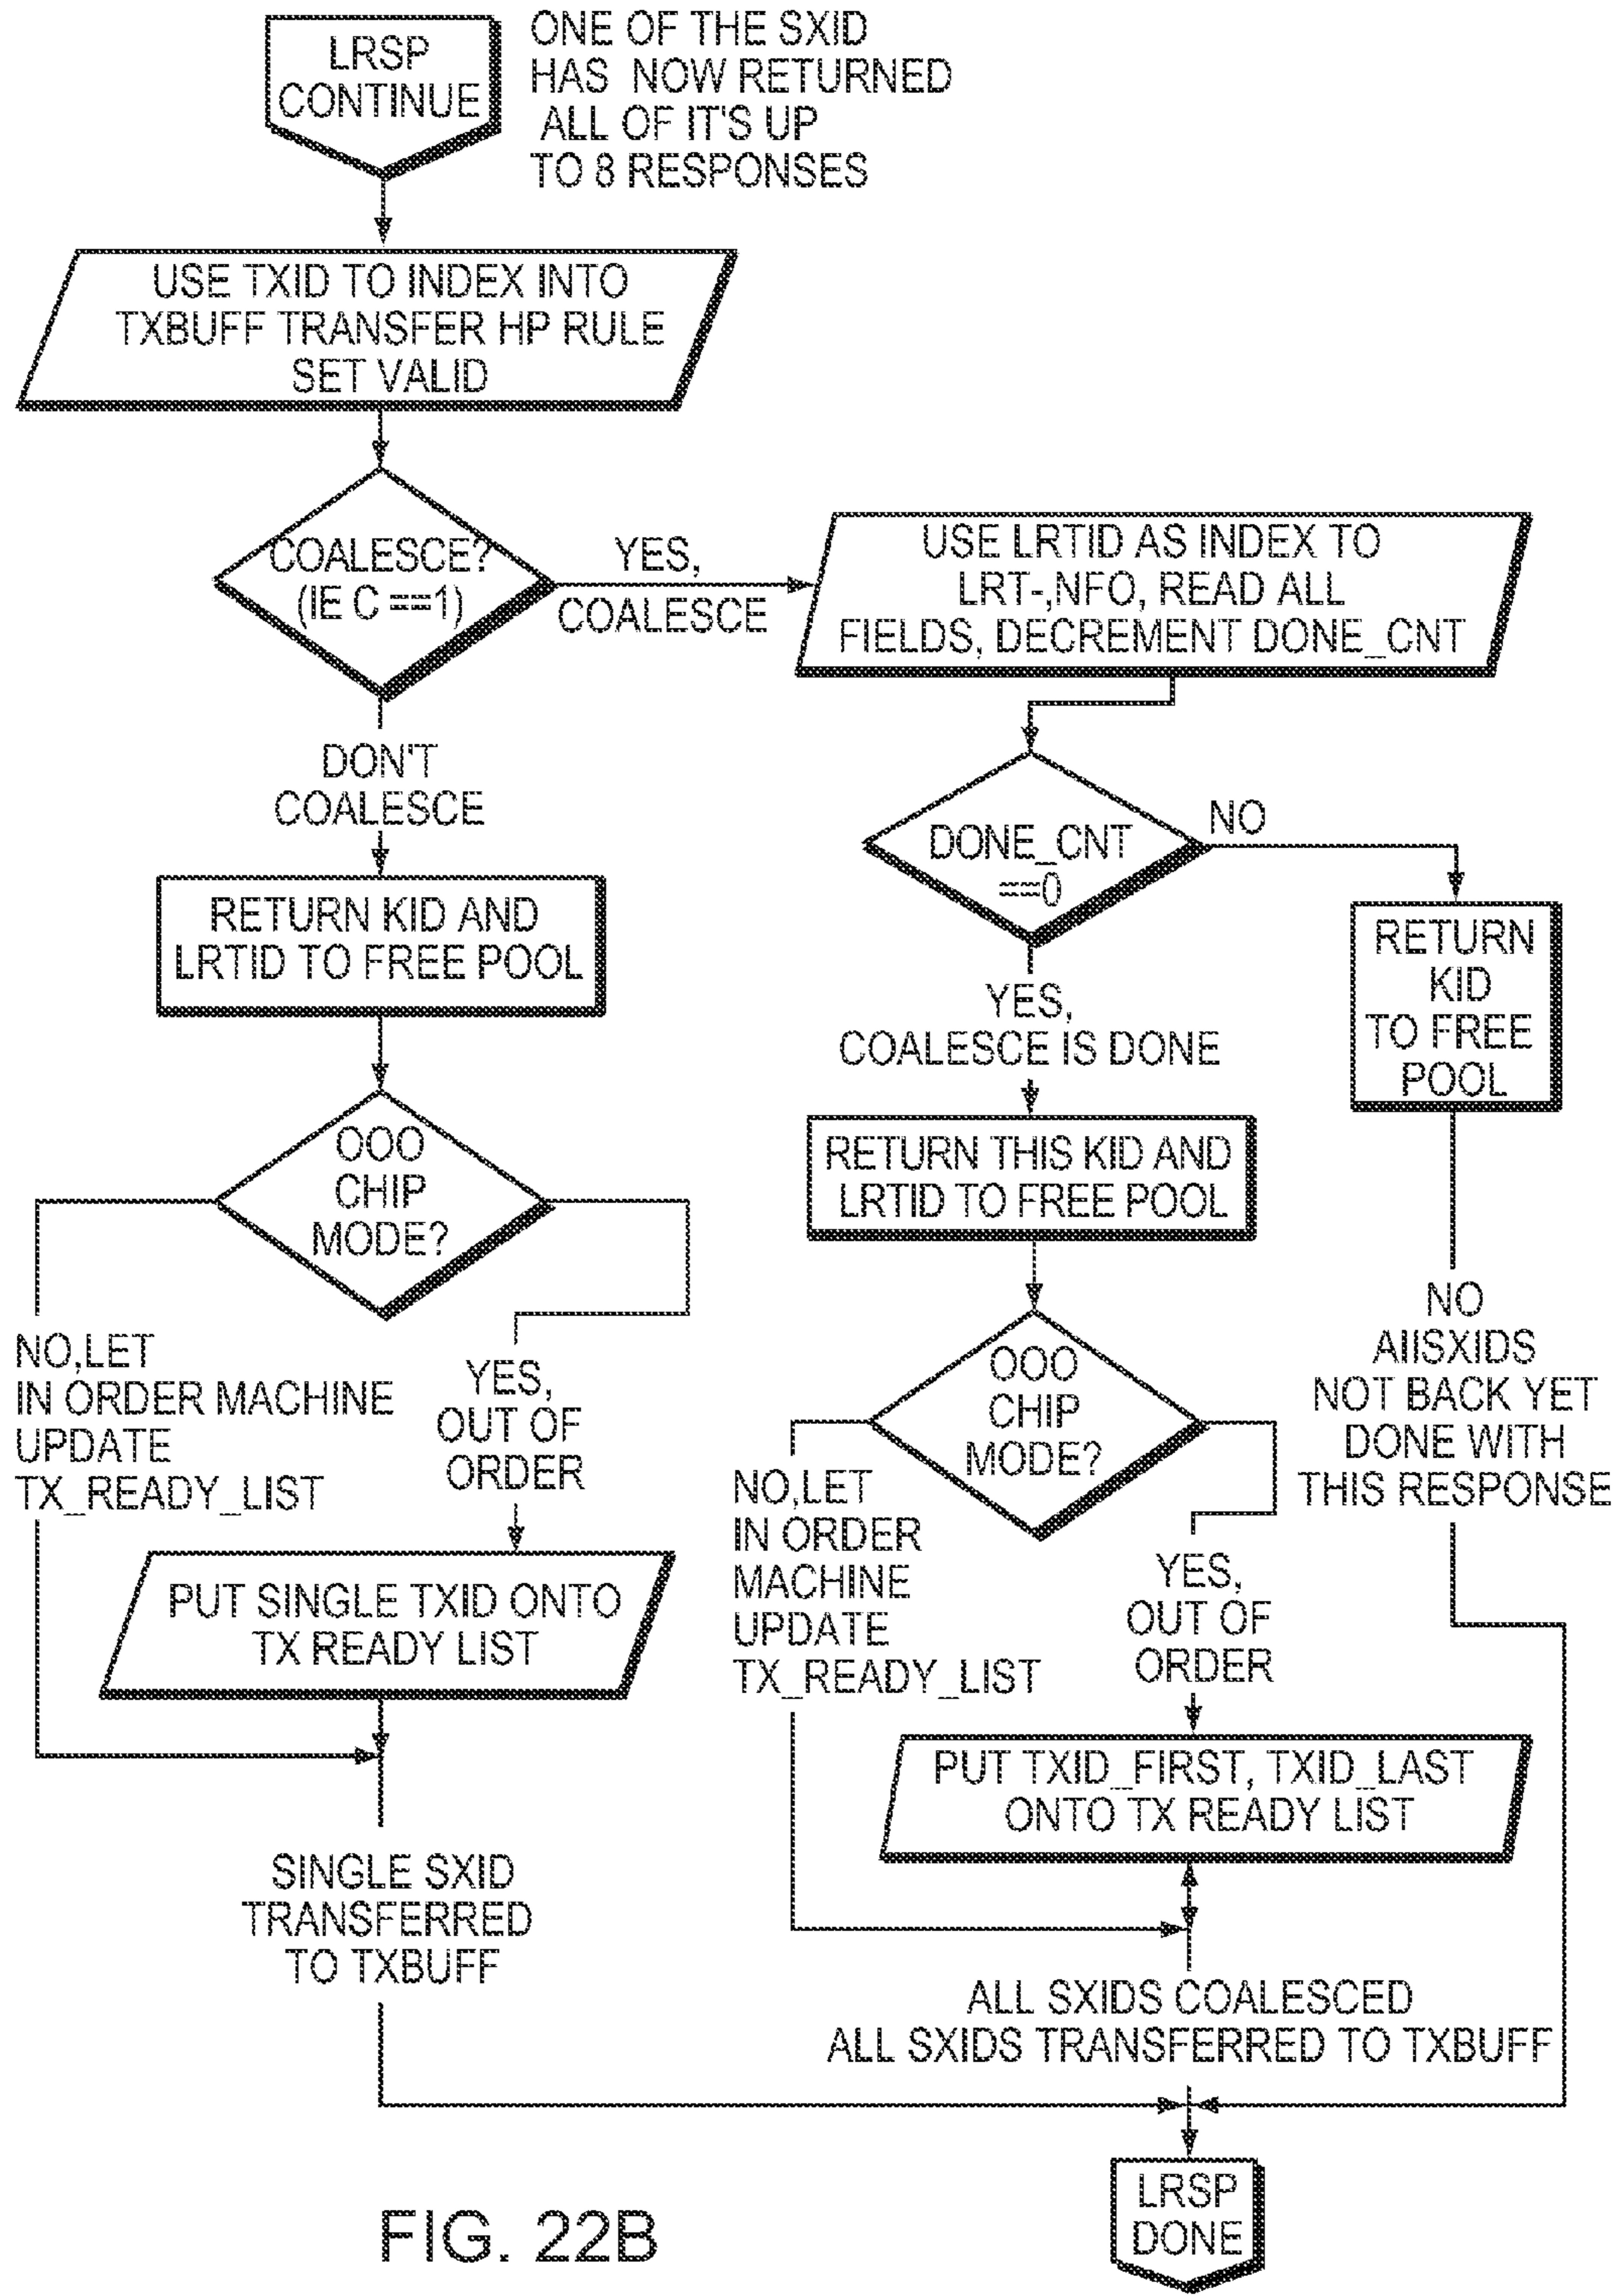 LRSP
CONTINUE
ONE OF THE SXID
HAS NOW RETURNED
ALL OF IT'S UP
TO 8 RESPONSES
USE TXID TO INDEX INTO
TXBUFF TRANSFER HP RULE
SET VALID
COALESCE?
(IE C ==1)
YES,
COALESCE
USE LRTID AS INDEX TO
LRT-,NFO, READ ALL
FIELDS, DECREMENT DONE_CNT
DON'T
COALESCE
DONE_CNT
==0
NO
RETURN KID AND
LRTID TO FREE POOL
RETURN
KID
TO FREE
POOL
YES,
COALESCE IS DONE
OOO
CHIP
MODE?
RETURN THIS KID AND
LRTID TO FREE POOL
NO,LET
IN ORDER MACHINE
UPDATE
TX_READY_LIST
YES,
OUT OF
ORDER
OOO
CHIP
MODE?
NO
AIISXIDS
NOT BACK YET
DONE WITH
THIS RESPONSE
NO,LET
IN ORDER
MACHINE
UPDATE
TX_READY_LIST
YES,
OUT OF
ORDER
PUT SINGLE TXID ONTO
TX READY LIST
PUT TXID_FIRST, TXID_LAST
ONTO TX READY LIST
SINGLE SXID
TRANSFERRED
TO TXBUFF
ALL SXIDS COALESCED
ALL SXIDS TRANSFERRED TO TXBUFF
LRSP
DONE
FIG. 22B